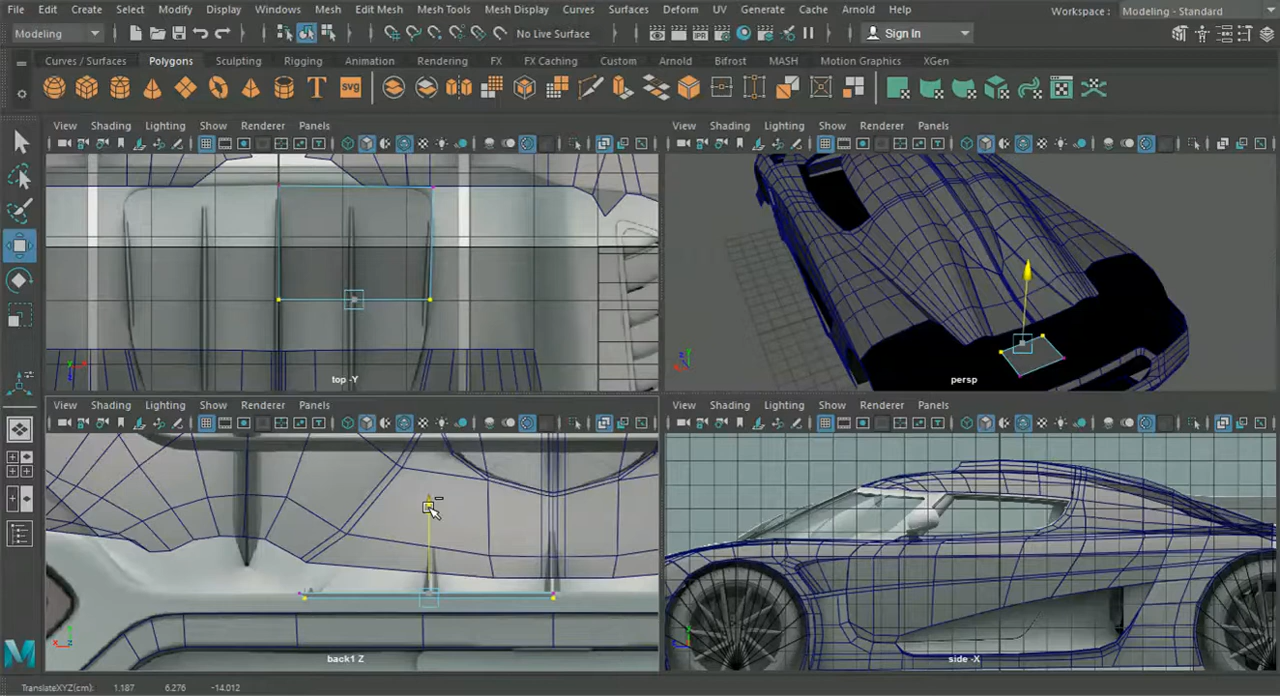 File Edit Create Select Modify Display Windows Mesh Edit Mesh Mesh Tools Mesh Display Curves Surfaces Deform UV Generate Cache Arnold Help Workspace : Modeling - Standard
Modeling No Live Surface Sign In
Curves / Surfaces Polygons Sculpting Rigging Animation Rendering FX FX Caching Custom Arnold Bifrost MASH Motion Graphics XGen
T SVG IPR
View Shading Lighting Show Renderer Panels
View Shading Lighting Show Renderer Panels
top -Y
persp
View Shading Lighting Show Renderer Panels
View Shading Lighting Show Renderer Panels
back1 Z
side -X
TranslateXYZ(cm): 1.187 6.276 -14.012